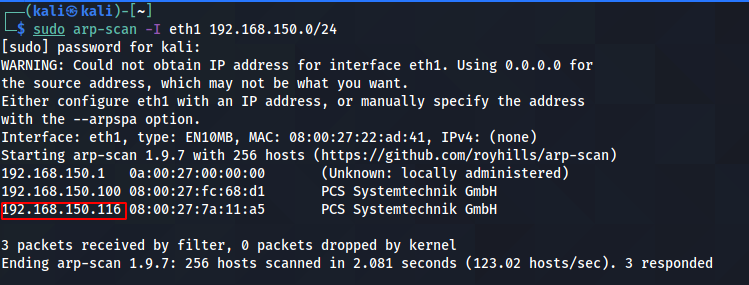 ┌──(kali㉿kali)-[~]
└─$ sudo arp-scan -I eth1 192.168.150.0/24
[sudo] password for kali:
WARNING: Could not obtain IP address for interface eth1. Using 0.0.0.0 for
the source address, which may not be what you want.
Either configure eth1 with an IP address, or manually specify the address
with the --arpspa option.
Interface: eth1, type: EN10MB, MAC: 08:00:27:22:ad:41, IPv4: (none)
Starting arp-scan 1.9.7 with 256 hosts (https://github.com/royhills/arp-scan)
192.168.150.1   0a:00:27:00:00:00       (Unknown: locally administered)
192.168.150.100 08:00:27:fc:68:d1       PCS Systemtechnik GmbH
192.168.150.116 08:00:27:7a:11:a5       PCS Systemtechnik GmbH
3 packets received by filter, 0 packets dropped by kernel
Ending arp-scan 1.9.7: 256 hosts scanned in 2.081 seconds (123.02 hosts/sec). 3 responded